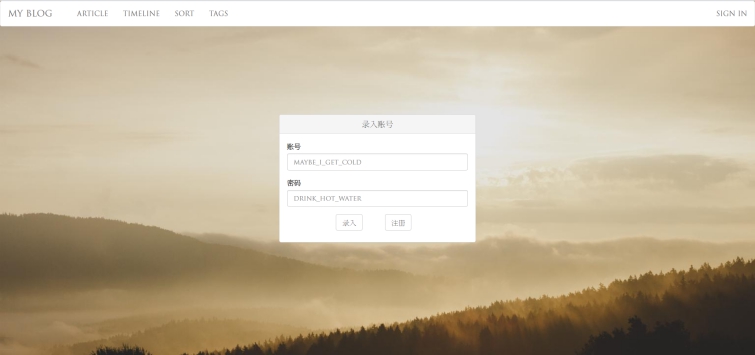 MY BLOG ARTICLE TIMELINE SORT TAGS SIGN IN
录入账号
账号
MAYBE_I_GET_COLD
密码
DRINK_HOT_WATER
录入 注册